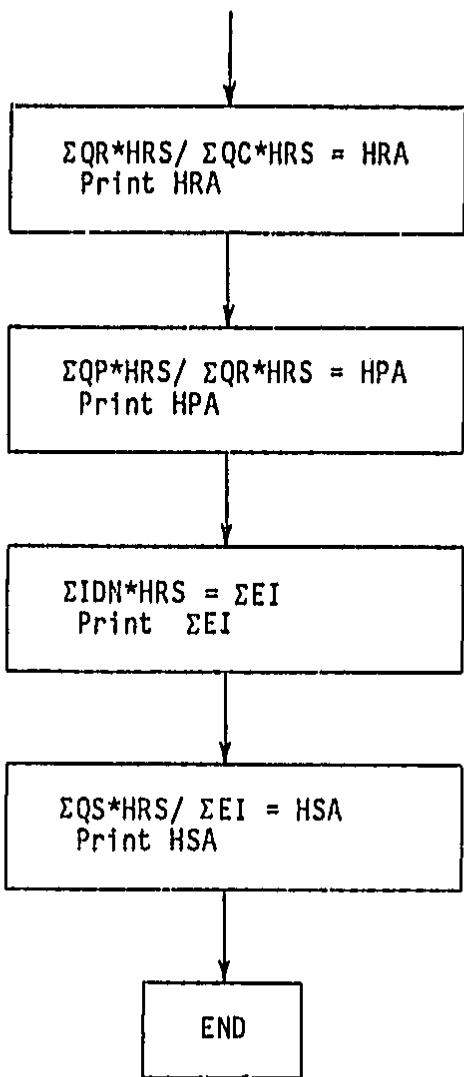 ΣQR*HRS/ ΣQC*HRS = HRA
Print HRA
ΣQP*HRS/ ΣQR*HRS = HPA
Print HPA
ΣIDN*HRS = ΣEI
Print ΣEI
ΣQS*HRS/ ΣEI = HSA
Print HSA
END